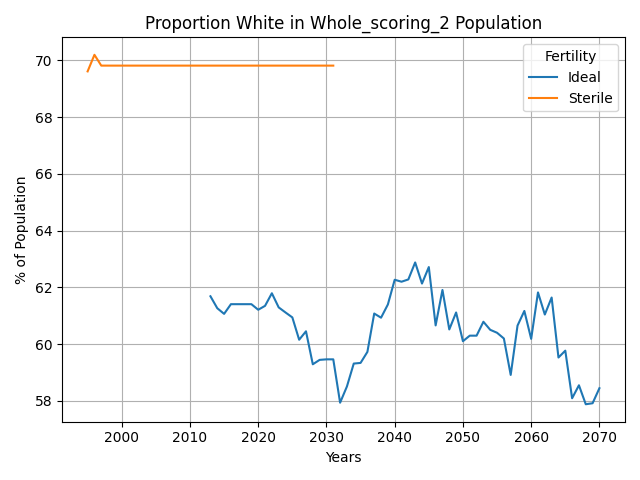 Proportion White in Whole_scoring_2 Population
Fertility
Ideal
Sterile
% of Population
70
68
66
64
62
60
58
2000 2010 2020 2030 2040 2050 2060 2070
Years